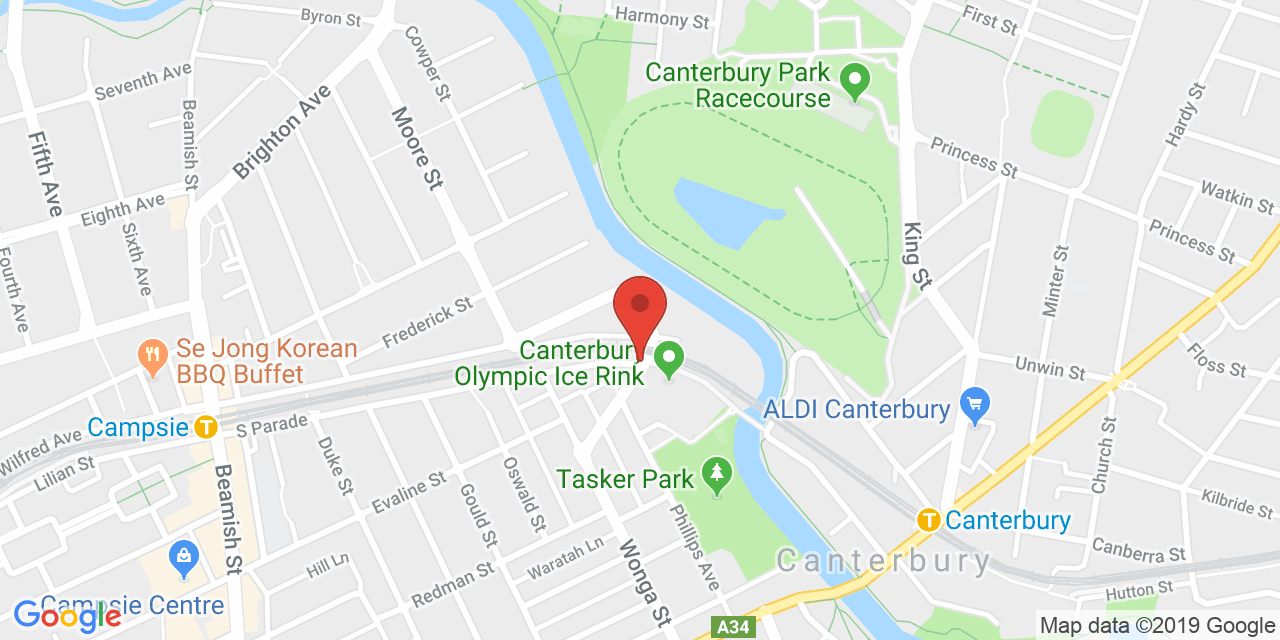 Byron St
Harmony St
First St
Seventh Ave
Cowper St
Canterbury Park
Racecourse
Hardy St
Beamish St
Brighton Ave
Moore St
Fifth Ave
Princess St
Watkin St
Eighth Ave
Sixth Ave
King St
Princess St
Fourth Ave
Minter St
Frederick St
Se Jong Korean
BBQ Buffet
Canterbury
Olympic Ice Rink
Unwin St
Floss St
ALDI Canterbury
Campsie
T
S Parade
Wilfred Ave
Lilian St
Duke St
Evaline St
Oswald St
Gould St
Tasker Park
Church St
Kilbride St
Beamish St
Phillips Ave
T
Canterbury
Waratah Ln
Wonga St
Hill Ln
Redman St
Canterbury
Canberra St
Hutton St
Campsie Centre
Google
A34
Map data ©2019 Google